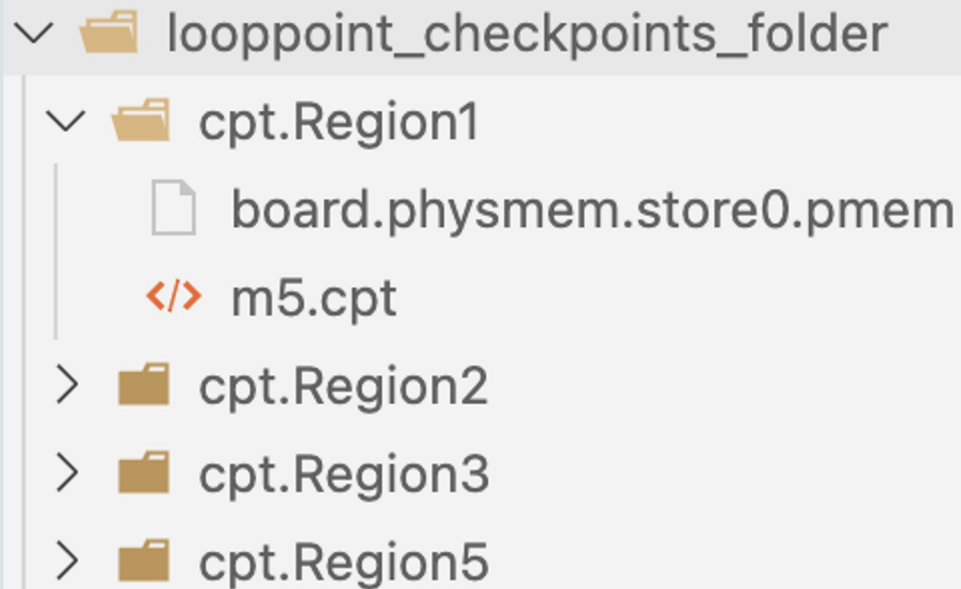 looppoint_checkpoints_folder
cpt.Region1
board.physmem.store0.pmem
m5.cpt
cpt.Region2
cpt.Region3
cpt.Region5